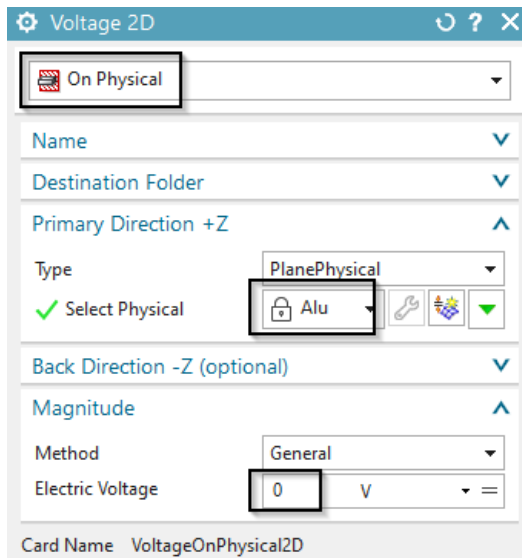 Voltage 2D ?
On Physical
Name
Destination Folder
Primary Direction +Z
Type PlanePhysical
Select Physical Alu
Back Direction -Z (optional)
Magnitude
Method General
Electric Voltage 0 V =
Card Name VoltageOnPhysical2D